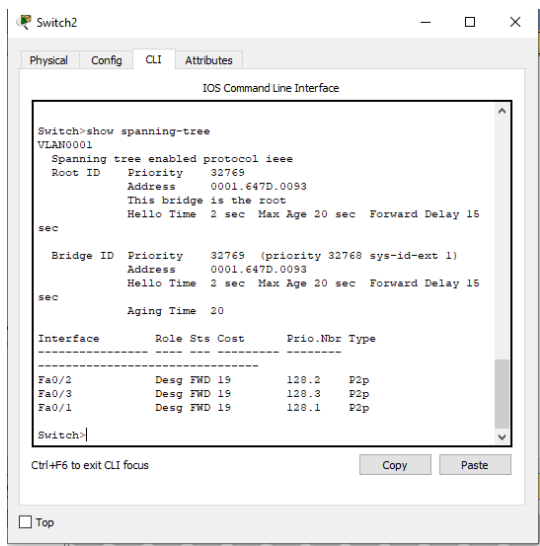 Switch2
Physical Config CLI Attributes
IOS Command Line Interface
Switch>show spanning-tree
VLAN0001
  Spanning tree enabled protocol ieee
  Root ID    Priority    32769
             Address     0001.647D.0093
             This bridge is the root
             Hello Time  2 sec  Max Age 20 sec  Forward Delay 15
sec
  Bridge ID  Priority    32769  (priority 32768 sys-id-ext 1)
             Address     0001.647D.0093
             Hello Time  2 sec  Max Age 20 sec  Forward Delay 15
sec
             Aging Time  20
Interface        Role Sts Cost      Prio.Nbr Type
---------------- ---- --- --------- --------
--------------------------------
Fa0/2            Desg FWD 19        128.2    P2p
Fa0/3            Desg FWD 19        128.3    P2p
Fa0/1            Desg FWD 19        128.1    P2p
Switch>
Ctrl+F6 to exit CLI focus
Copy Paste
Top